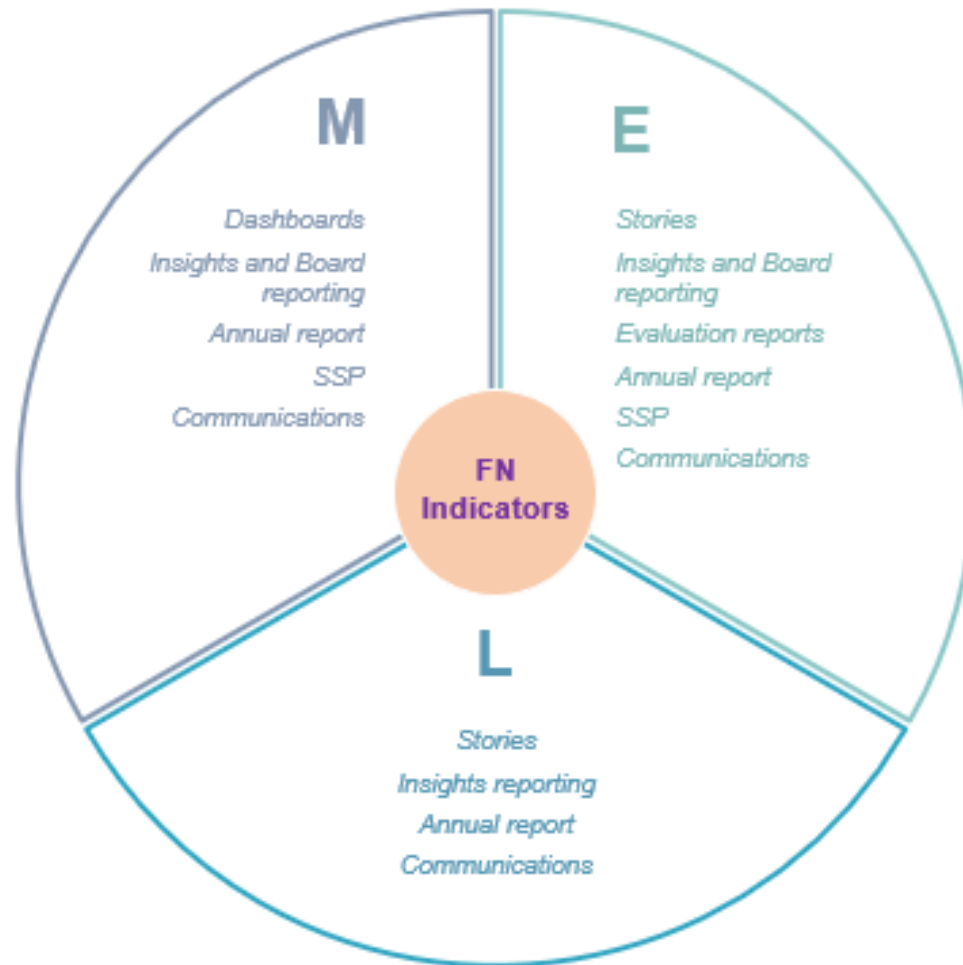 M
Dashboards
Insights and Board
reporting
Annual report
SSP
Communications
E
Stories
Insights and Board
reporting
Evaluation reports
Annual report
SSP
Communications
FN
Indicators
L
Stories
Insights reporting
Annual report
Communications